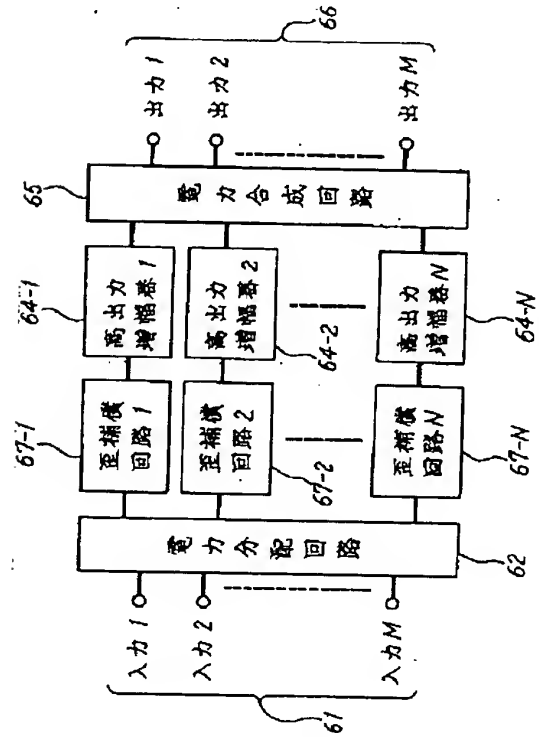 61
入力1
入力2
入力M
電力分配回路
62
67-1
歪補償
回路1
歪補償
回路2
67-2
歪補償
回路N
67-N
64-1
高出力
増幅器1
高出力
増幅器2
64-2
高出力
増幅器N
64-N
65
電力合成回路
出力1
出力2
出力M
66